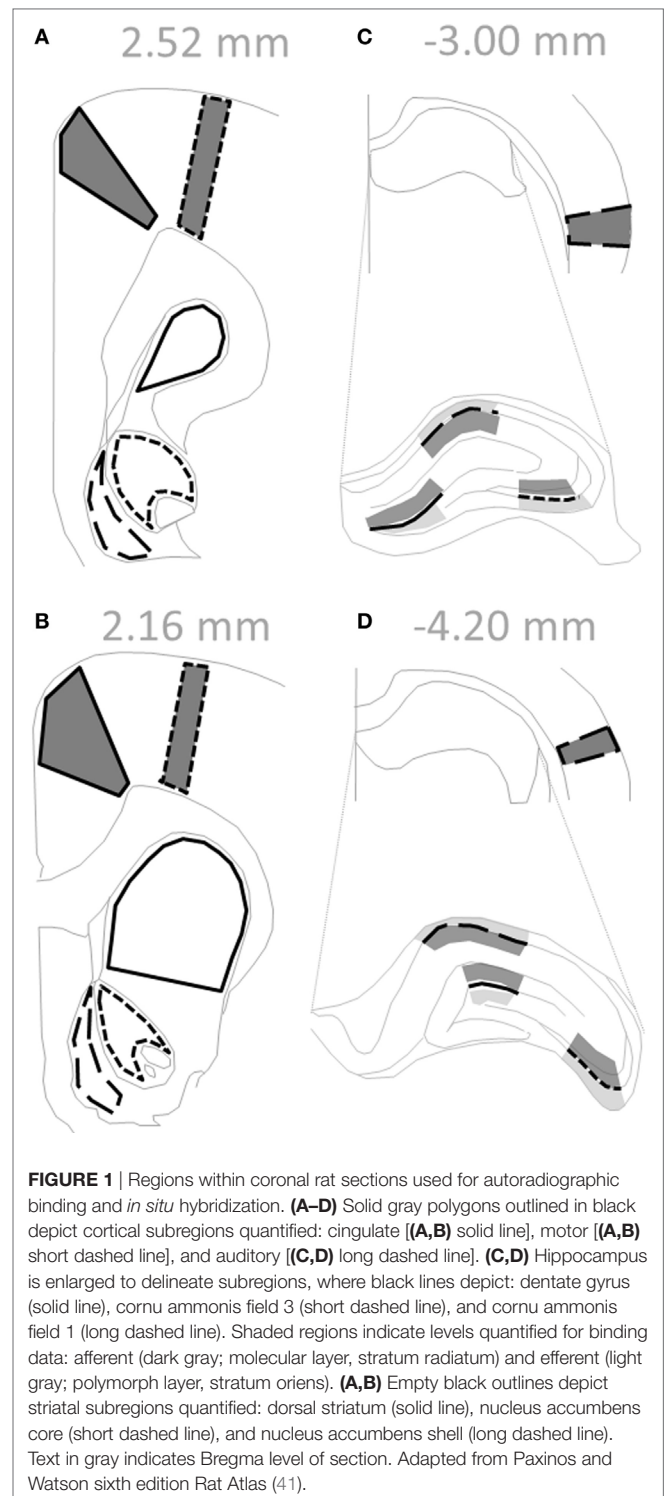 A 2.52 mm
C -3.00 mm
B 2.16 mm
D -4.20 mm
FIGURE 1 | Regions within coronal rat sections used for autoradiographic
binding and in situ hybridization. (A–D) Solid gray polygons outlined in black
depict cortical subregions quantified: cingulate [(A,B) solid line], motor [(A,B)
short dashed line], and auditory [(C,D) long dashed line]. (C,D) Hippocampus
is enlarged to delineate subregions, where black lines depict: dentate gyrus
(solid line), cornu ammonis field 3 (short dashed line), and cornu ammonis
field 1 (long dashed line). Shaded regions indicate levels quantified for binding
data: afferent (dark gray; molecular layer, stratum radiatum) and efferent (light
gray; polymorph layer, stratum oriens). (A,B) Empty black outlines depict
striatal subregions quantified: dorsal striatum (solid line), nucleus accumbens
core (short dashed line), and nucleus accumbens shell (long dashed line).
Text in gray indicates Bregma level of section. Adapted from Paxinos and
Watson sixth edition Rat Atlas (41).